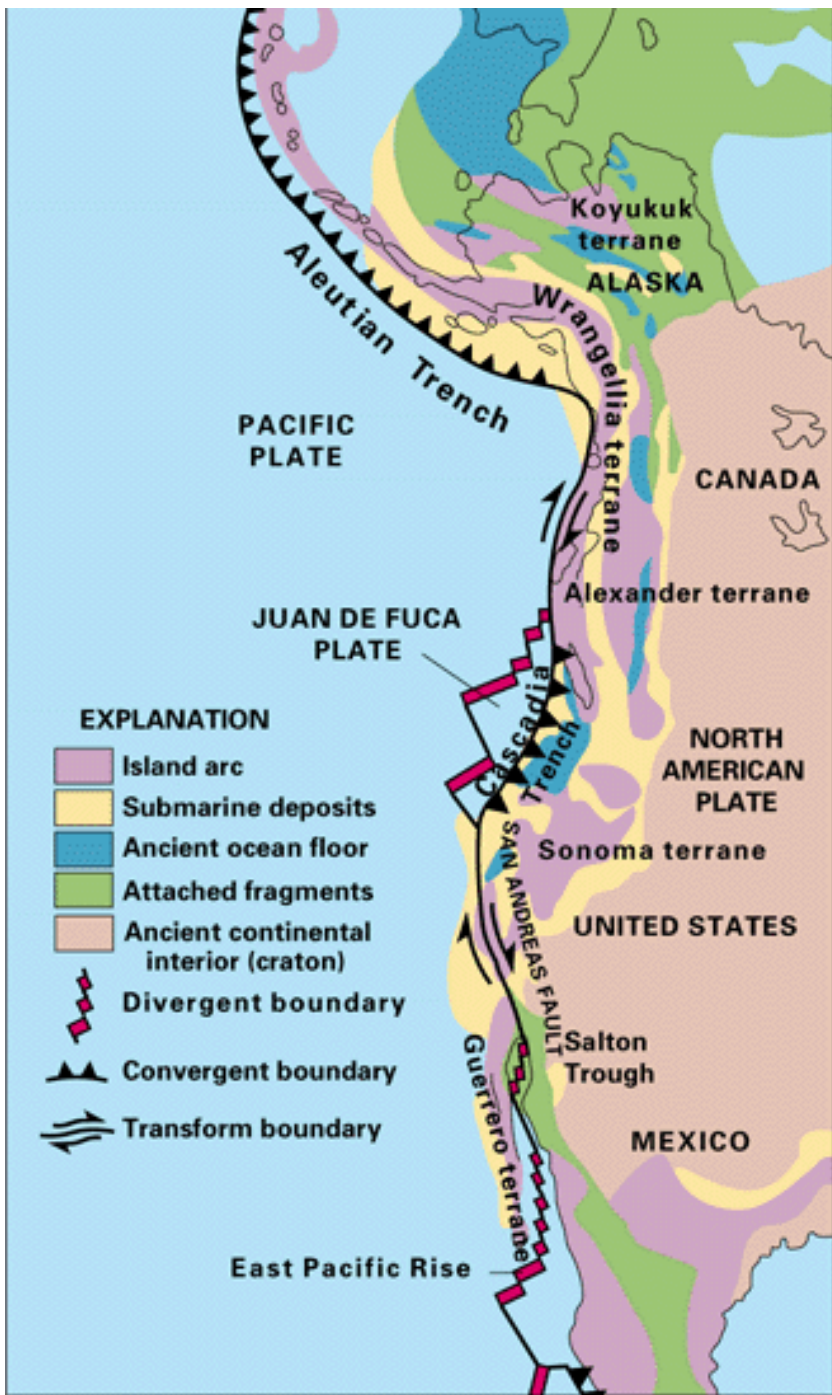 Koyukuk
terrane
ALASKA
Aleutian Trench
Wrangellia terrane
PACIFIC
PLATE
CANADA
Alexander terrane
JUAN DE FUCA
PLATE
Cascadia
Trench
NORTH
AMERICAN
PLATE
EXPLANATION
Island arc
Submarine deposits
Ancient ocean floor
Attached fragments
Ancient continental
interior (craton)
Divergent boundary
Convergent boundary
Transform boundary
Sonoma terrane
SAN ANDREAS FAULT
UNITED STATES
Salton
Trough
Guerrero terrane
MEXICO
East Pacific Rise